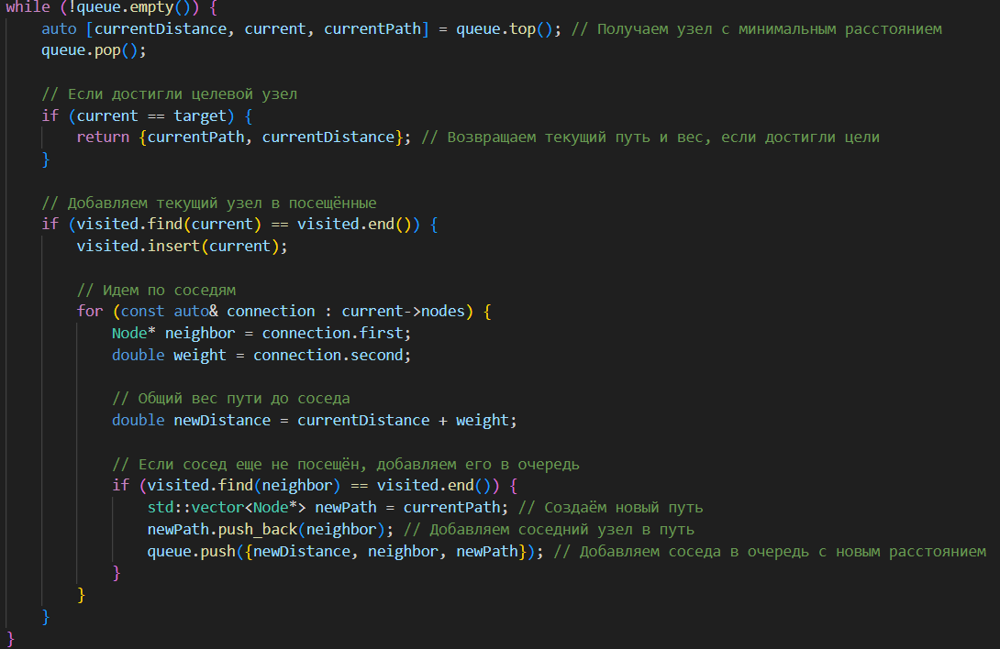 while (!queue.empty()) {
auto [currentDistance, current, currentPath] = queue.top(); // Получаем узел с минимальным расстоянием
queue.pop();
// Если достигли целевой узел
if (current == target) {
return {currentPath, currentDistance}; // Возвращаем текущий путь и вес, если достигли цели
}
// Добавляем текущий узел в посещённые
if (visited.find(current) == visited.end()) {
visited.insert(current);
// Идем по соседям
for (const auto& connection : current->nodes) {
Node* neighbor = connection.first;
double weight = connection.second;
// Общий вес пути до соседа
double newDistance = currentDistance + weight;
// Если сосед еще не посещён, добавляем его в очередь
if (visited.find(neighbor) == visited.end()) {
std::vector<Node*> newPath = currentPath; // Создаём новый путь
newPath.push_back(neighbor); // Добавляем соседний узел в путь
queue.push({newDistance, neighbor, newPath}); // Добавляем соседа в очередь с новым расстоянием
}
}
}
}